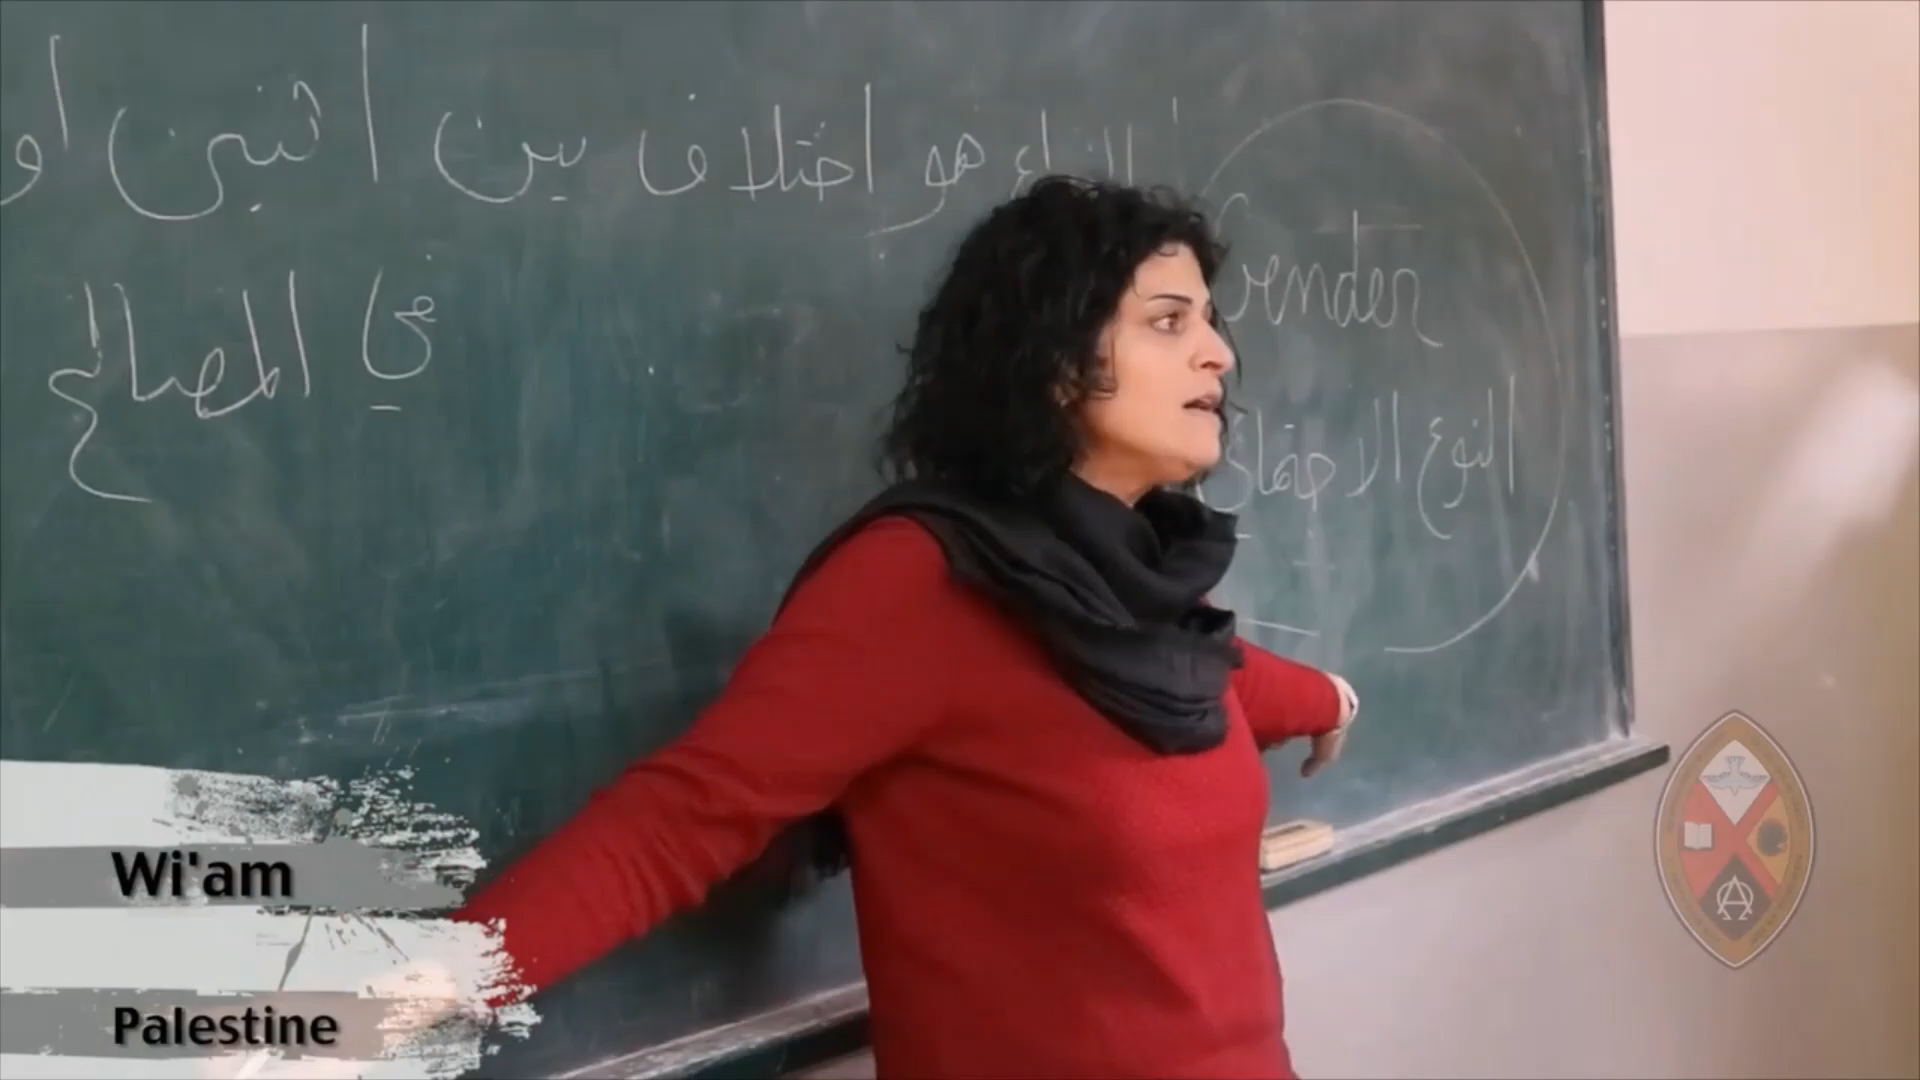 النزاع هو اختلاف بين اثنين او
في المصالح
Gender
النوع الاجتماعي
Wi'am
Palestine